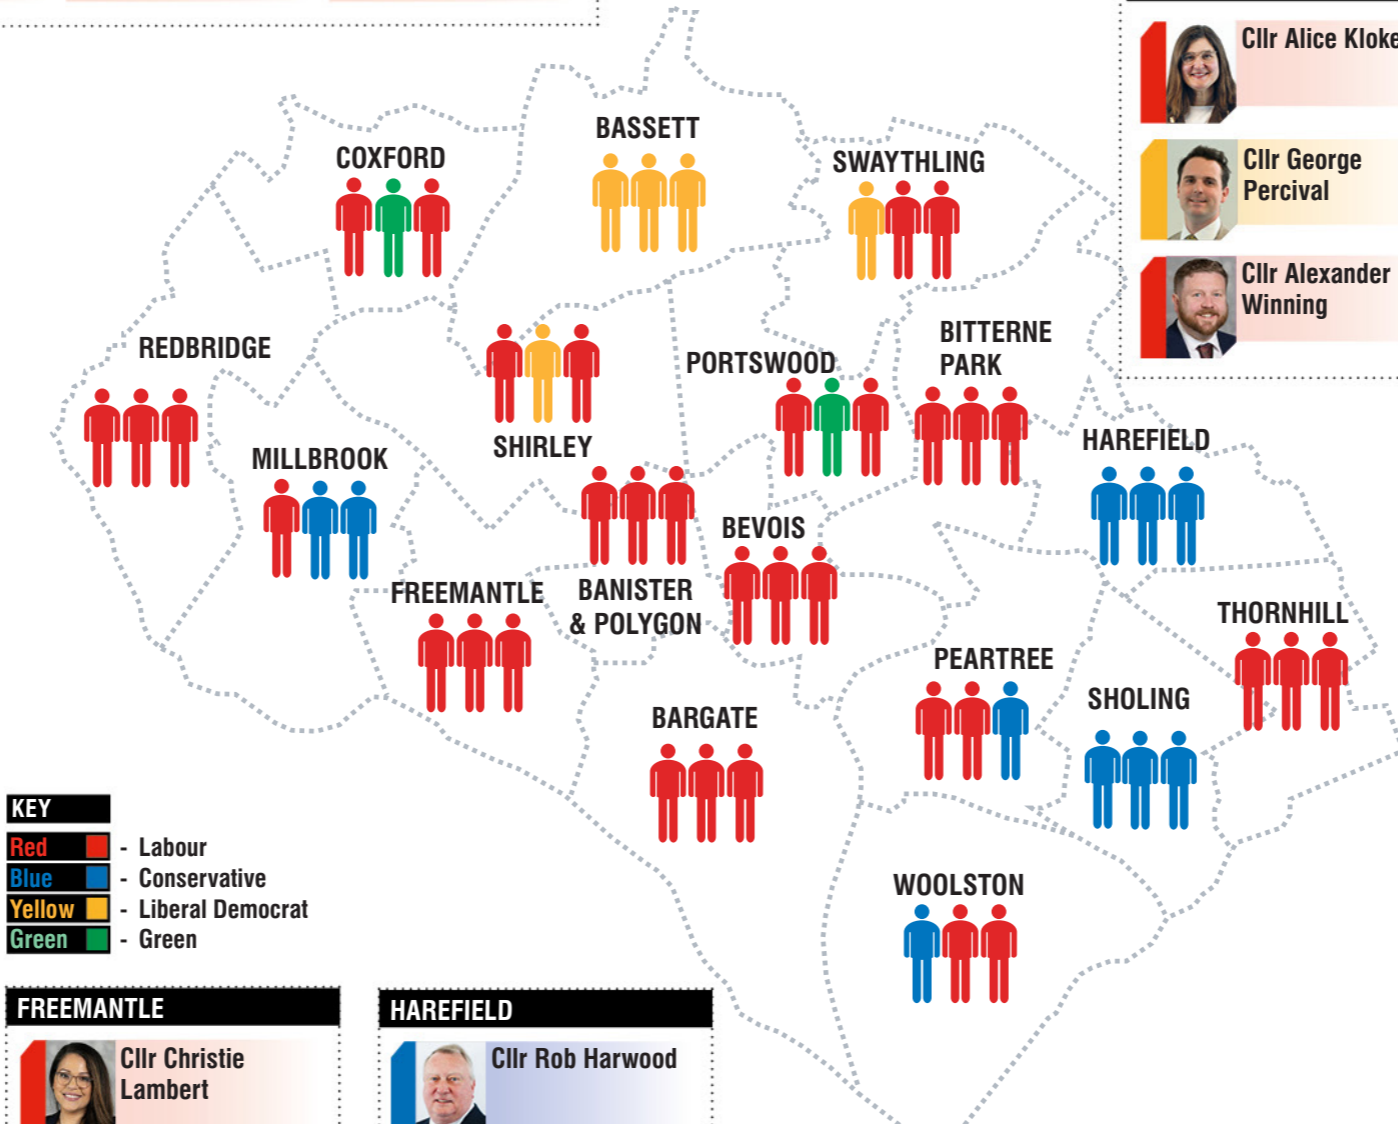 Cllr Alice Kloke
Cllr George
Percival
Cllr Alexander
Winning
BASSETT
COXFORD
SWAYTHLING
REDBRIDGE
SHIRLEY
PORTSWOOD
BITTERNE
PARK
MILLBROOK
HAREFIELD
BEVOIS
FREEMANTLE
BANISTER
& POLYGON
THORNHILL
PEARTREE
SHOLING
BARGATE
WOOLSTON
KEY
Red - Labour
Blue - Conservative
Yellow - Liberal Democrat
Green - Green
FREEMANTLE
Cllr Christie
Lambert
HAREFIELD
Cllr Rob Harwood